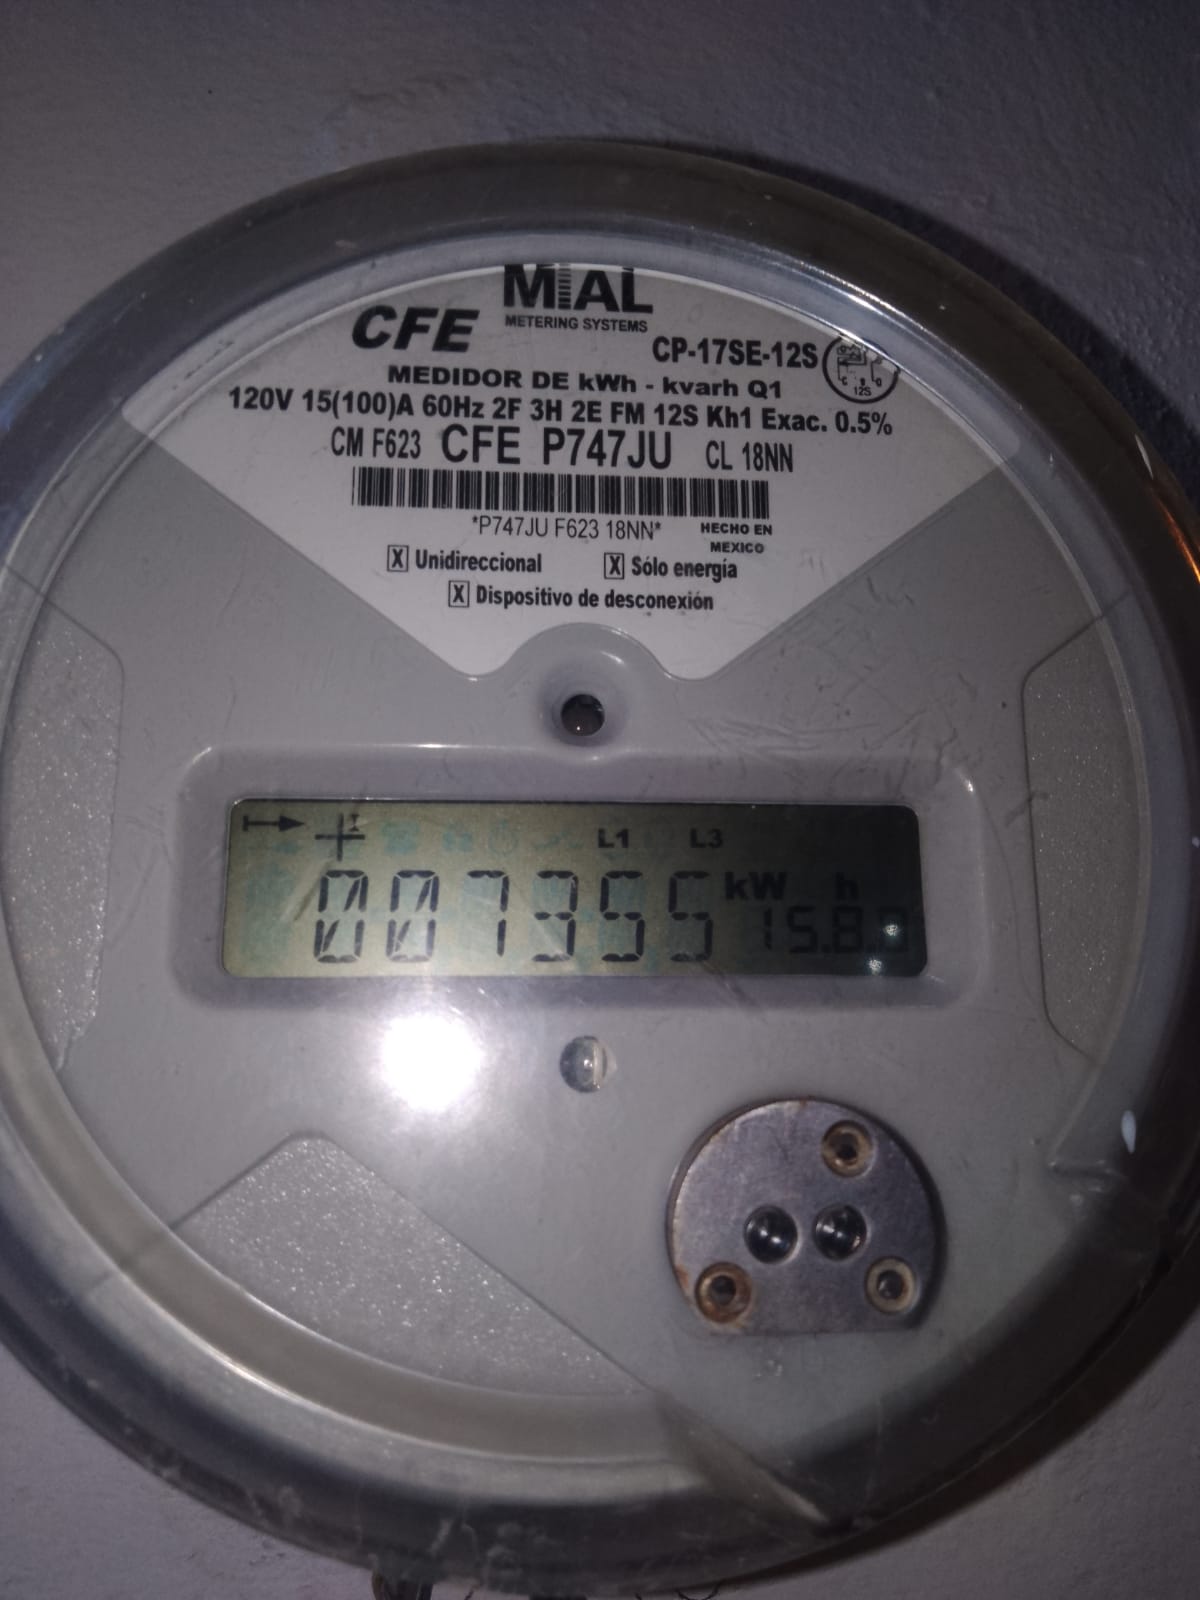 MIAL
METERING SYSTEMS
CFE
CP-17SE-12S
12S
MEDIDOR DE kWh - kvarh Q1
120V 15(100)A 60Hz 2F 3H 2E FM 12S Kh1 Exac. 0.5%
CM F623 CFE P747JU CL 18NN
*P747JU F623 18NN*
HECHO EN
MEXICO
X Unidireccional X Sólo energía
X Dispositivo de desconexión
L1 L3
007355 kW h
15.8.0